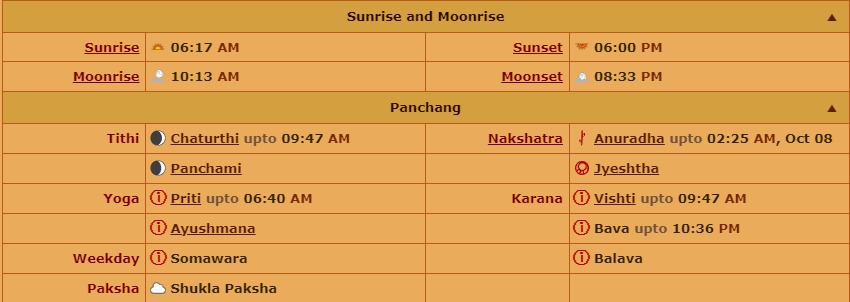 Sunrise and Moonrise ▲
Sunrise 06:17 AM Sunset 06:00 PM
Moonrise 10:13 AM Moonset 08:33 PM
Panchang ▲
Tithi Chaturthi upto 09:47 AM Nakshatra Anuradha upto 02:25 AM, Oct 08
Panchami Jyeshtha
Yoga Priti upto 06:40 AM Karana Vishti upto 09:47 AM
Ayushmana Bava upto 10:36 PM
Weekday Somawara Balava
Paksha Shukla Paksha